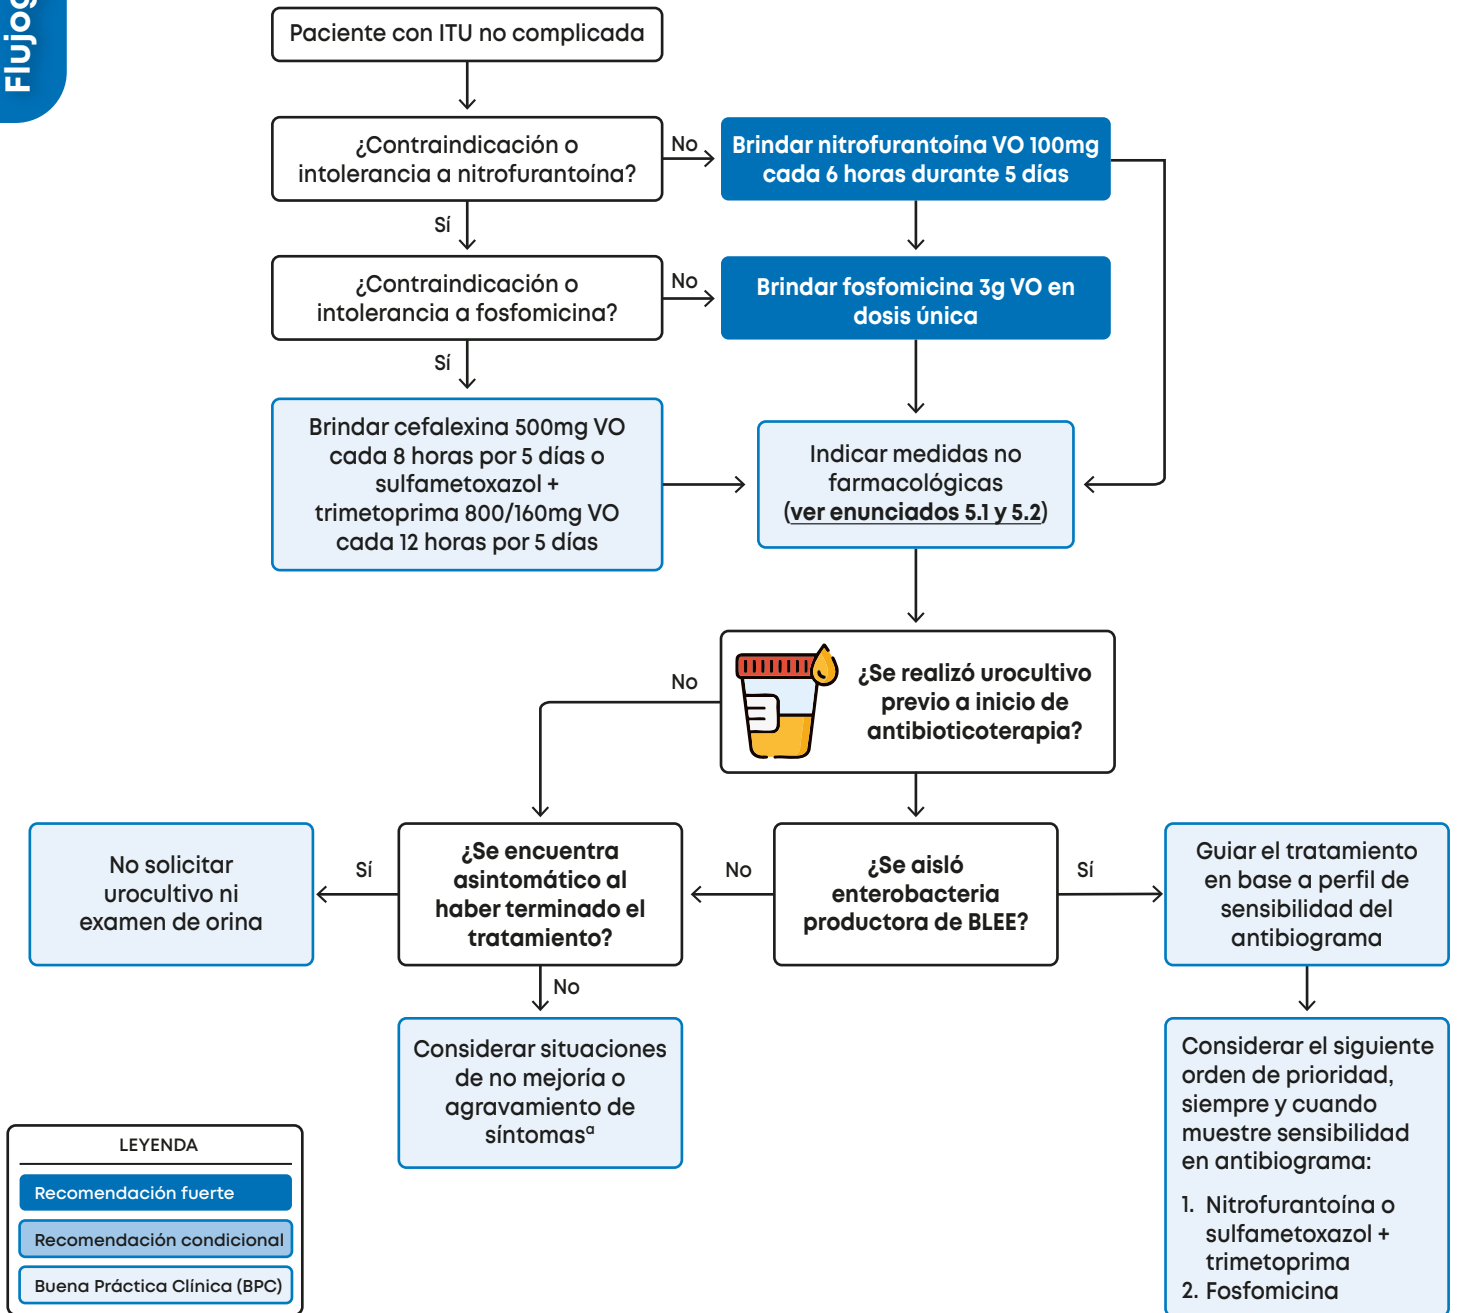 Flujog
Paciente con ITU no complicada
¿Contraindicación o
intolerancia a nitrofurantoína?
No
Brindar nitrofurantoína VO 100mg
cada 6 horas durante 5 días
Sí
¿Contraindicación o
intolerancia a fosfomicina?
No
Brindar fosfomicina 3g VO en
dosis única
Sí
Brindar cefalexina 500mg VO
cada 8 horas por 5 días o
sulfametoxazol +
trimetoprima 800/160mg VO
cada 12 horas por 5 días
Indicar medidas no
farmacológicas
(ver enunciados 5.1 y 5.2)
¿Se realizó urocultivo
previo a inicio de
antibioticoterapia?
No
No solicitar
urocultivo ni
examen de orina
Sí
¿Se encuentra
asintomático al
haber terminado el
tratamiento?
No
¿Se aisló
enterobacteria
productora de BLEE?
Sí
Guiar el tratamiento
en base a perfil de
sensibilidad del
antibiograma
No
Considerar situaciones
de no mejoría o
agravamiento de
síntomasᵃ
Considerar el siguiente
orden de prioridad,
siempre y cuando
muestre sensibilidad
en antibiograma:
1. Nitrofurantoína o
sulfametoxazol +
trimetoprima
2. Fosfomicina
LEYENDA
Recomendación fuerte
Recomendación condicional
Buena Práctica Clínica (BPC)